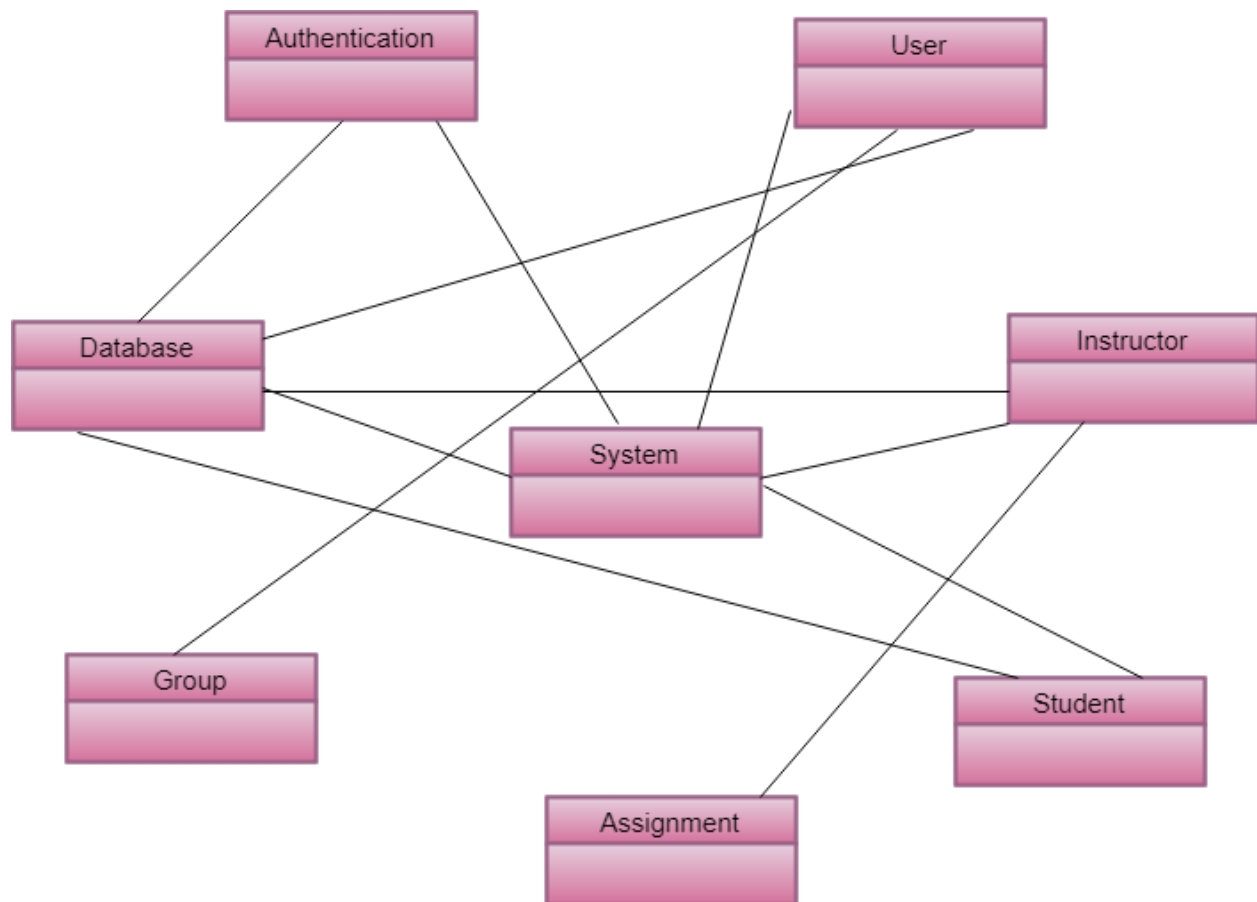 Authentication
User
Database
Instructor
System
Group
Student
Assignment